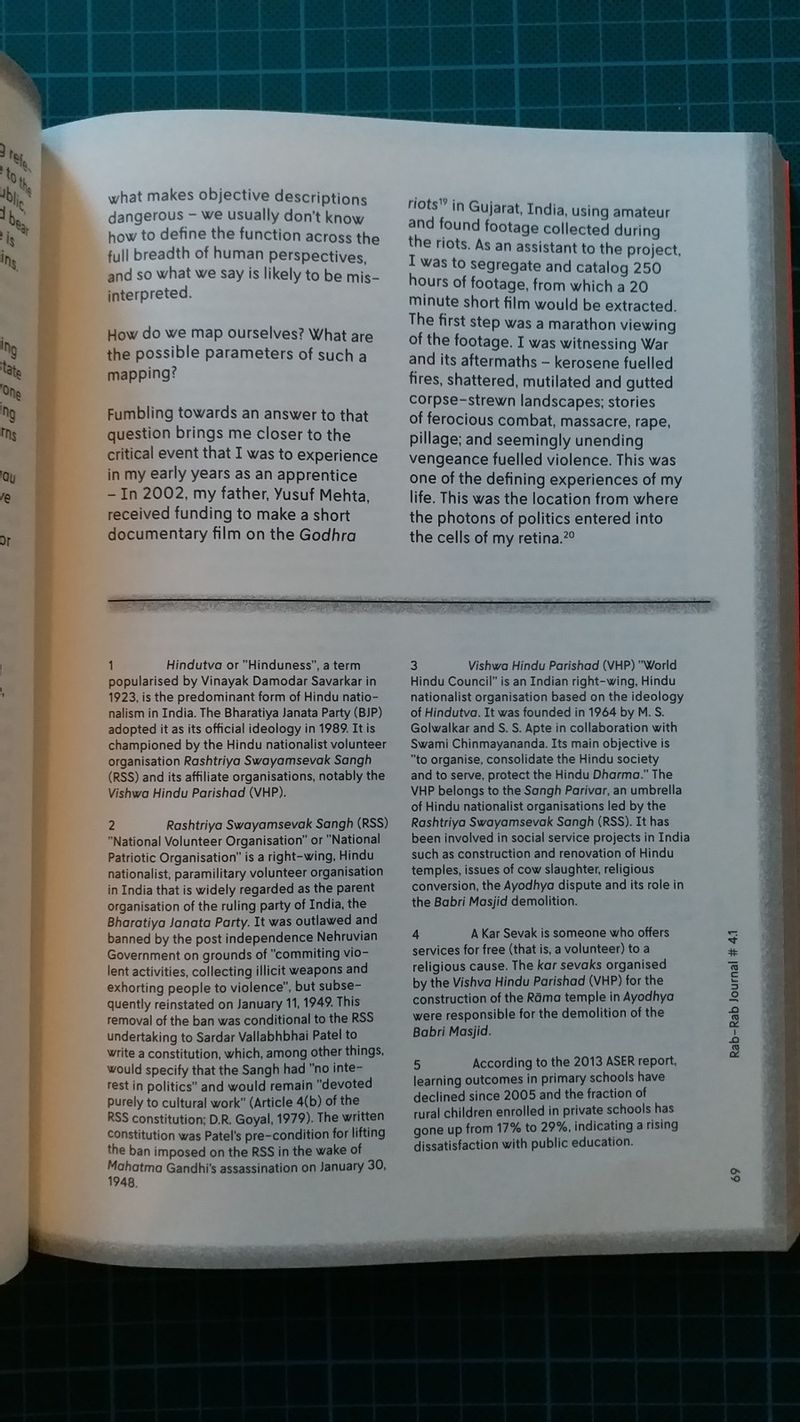 what makes objective descriptions
dangerous – we usually don't know
how to define the function across the
full breadth of human perspectives,
and so what we say is likely to be mis-
interpreted.
How do we map ourselves? What are
the possible parameters of such a
mapping?
Fumbling towards an answer to that
question brings me closer to the
critical event that I was to experience
in my early years as an apprentice
– In 2002, my father, Yusuf Mehta,
received funding to make a short
documentary film on the Godhra
riots¹⁹ in Gujarat, India, using amateur
and found footage collected during
the riots. As an assistant to the project,
I was to segregate and catalog 250
hours of footage, from which a 20
minute short film would be extracted.
The first step was a marathon viewing
of the footage. I was witnessing War
and its aftermaths – kerosene fuelled
fires, shattered, mutilated and gutted
corpse-strewn landscapes; stories
of ferocious combat, massacre, rape,
pillage; and seemingly unending
vengeance fuelled violence. This was
one of the defining experiences of my
life. This was the location from where
the photons of politics entered into
the cells of my retina.²⁰
1 Hindutva or "Hinduness", a term
popularised by Vinayak Damodar Savarkar in
1923, is the predominant form of Hindu natio-
nalism in India. The Bharatiya Janata Party (BJP)
adopted it as its official ideology in 1989. It is
championed by the Hindu nationalist volunteer
organisation Rashtriya Swayamsevak Sangh
(RSS) and its affiliate organisations, notably the
Vishwa Hindu Parishad (VHP).
2 Rashtriya Swayamsevak Sangh (RSS)
"National Volunteer Organisation" or "National
Patriotic Organisation" is a right-wing, Hindu
nationalist, paramilitary volunteer organisation
in India that is widely regarded as the parent
organisation of the ruling party of India, the
Bharatiya Janata Party. It was outlawed and
banned by the post independence Nehruvian
Government on grounds of "commiting vio-
lent activities, collecting illicit weapons and
exhorting people to violence", but subse-
quently reinstated on January 11, 1949. This
removal of the ban was conditional to the RSS
undertaking to Sardar Vallabhbhai Patel to
write a constitution, which, among other things,
would specify that the Sangh had "no inte-
rest in politics" and would remain "devoted
purely to cultural work" (Article 4(b) of the
RSS constitution; D.R. Goyal, 1979). The written
constitution was Patel's pre-condition for lifting
the ban imposed on the RSS in the wake of
Mahatma Gandhi's assassination on January 30,
1948.
3 Vishwa Hindu Parishad (VHP) "World
Hindu Council" is an Indian right-wing, Hindu
nationalist organisation based on the ideology
of Hindutva. It was founded in 1964 by M. S.
Golwalkar and S. S. Apte in collaboration with
Swami Chinmayananda. Its main objective is
"to organise, consolidate the Hindu society
and to serve, protect the Hindu Dharma." The
VHP belongs to the Sangh Parivar, an umbrella
of Hindu nationalist organisations led by the
Rashtriya Swayamsevak Sangh (RSS). It has
been involved in social service projects in India
such as construction and renovation of Hindu
temples, issues of cow slaughter, religious
conversion, the Ayodhya dispute and its role in
the Babri Masjid demolition.
4 A Kar Sevak is someone who offers
services for free (that is, a volunteer) to a
religious cause. The kar sevaks organised
by the Vishva Hindu Parishad (VHP) for the
construction of the Rāma temple in Ayodhya
were responsible for the demolition of the
Babri Masjid.
5 According to the 2013 ASER report,
learning outcomes in primary schools have
declined since 2005 and the fraction of
rural children enrolled in private schools has
gone up from 17% to 29%, indicating a rising
dissatisfaction with public education.
Rab-Rab Journal # 4.1
69